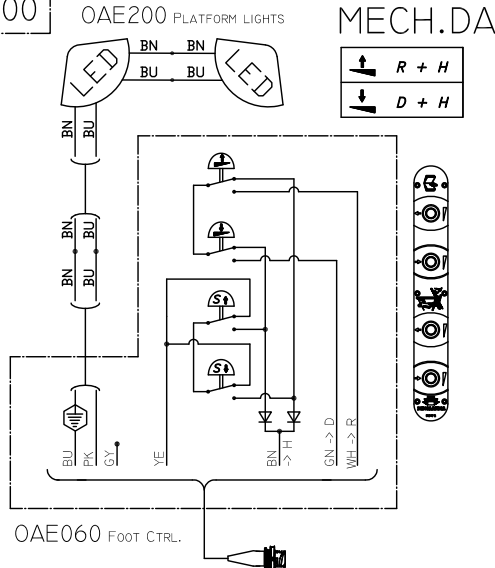 00
OAE200 PLATFORM LIGHTS
MECH.DA
BN BN
BU BU
LED LED
R + H
D + H
BN BU
BN BU
BN BU
S
S
BU PK GY YE BN -> H GN -> D WH -> R
OAE060 FOOT CTRL.